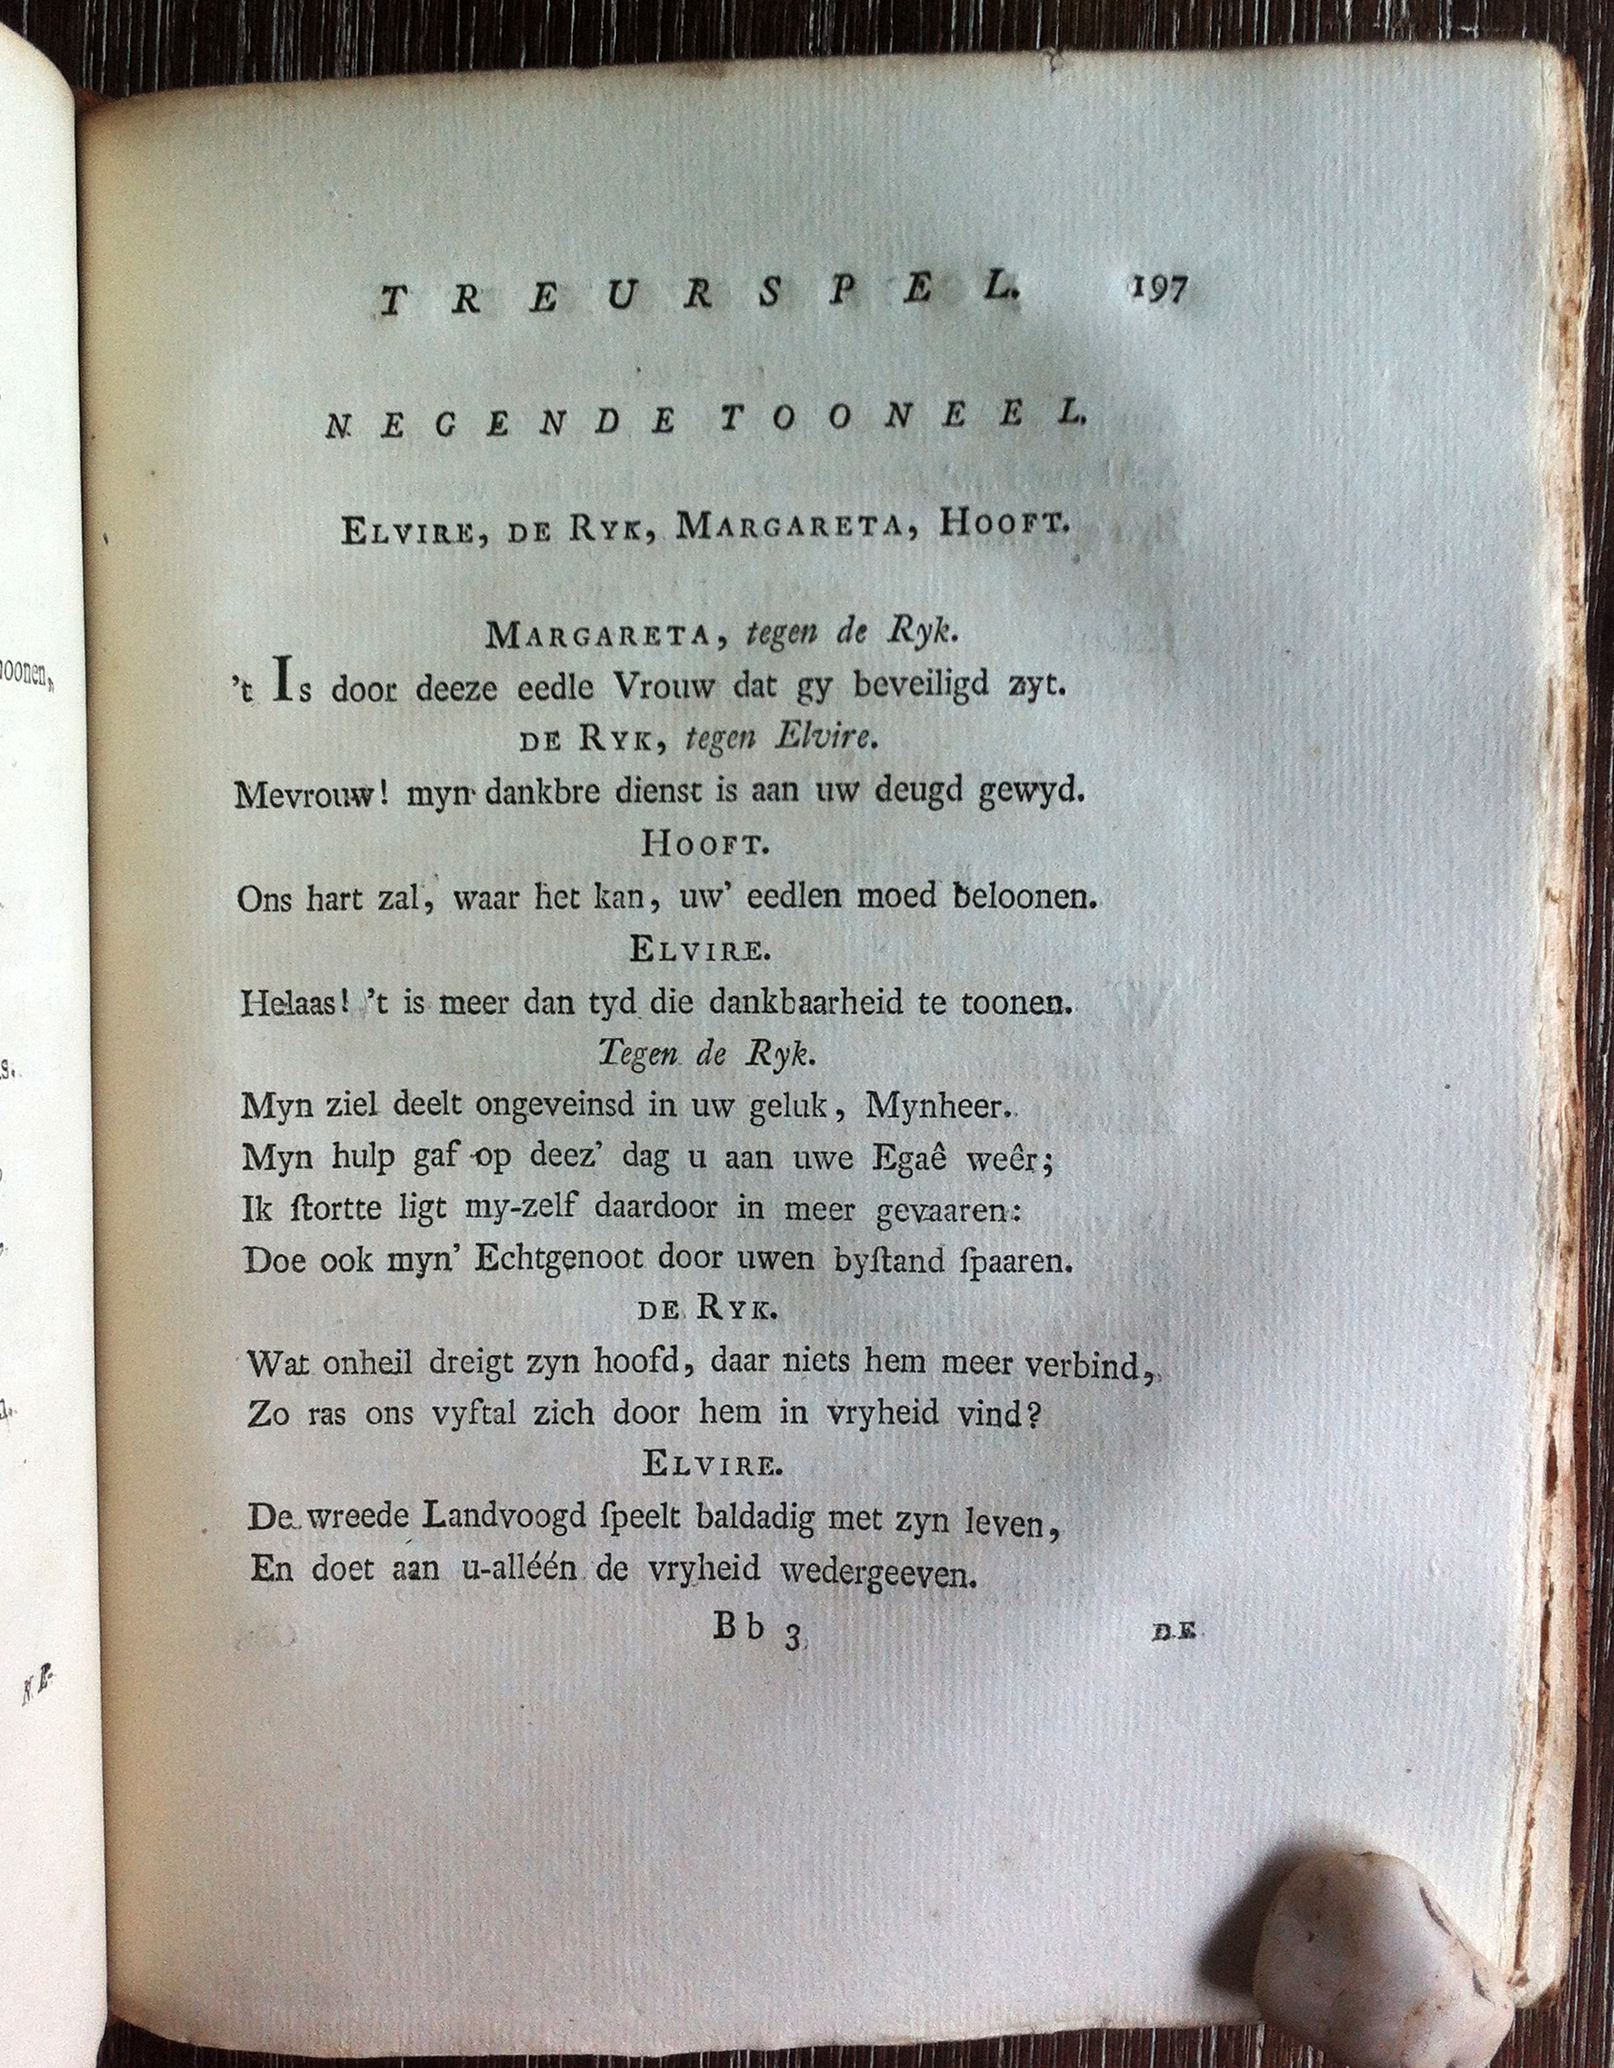 TREURSPEL. 197
NEGENDE TOONEEL.
ELVIRE, DE RYK, MARGARETA, HOOFT.
MARGARETA, tegen de Ryk.
't Is door deeze eedle Vrouw dat gy beveiligd zyt.
DE RYK, tegen Elvire.
Mevrouw! myn dankbre dienst is aan uw deugd gewyd.
HOOFT.
Ons hart zal, waar het kan, uw' eedlen moed beloonen.
ELVIRE.
Helaas! 't is meer dan tyd die dankbaarheid te toonen.
Tegen de Ryk.
Myn ziel deelt ongeveinsd in uw geluk, Mynheer.
Myn hulp gaf op deez' dag u aan uwe Egaê weêr;
Ik ſtortte ligt my-zelf daardoor in meer gevaaren:
Doe ook myn' Echtgenoot door uwen byſtand ſpaaren.
DE RYK.
Wat onheil dreigt zyn hoofd, daar niets hem meer verbind,
Zo ras ons vyftal zich door hem in vryheid vind?
ELVIRE.
De wreede Landvoogd ſpeelt baldadig met zyn leven,
En doet aan u-alléén de vryheid wedergeeven.
Bb 3 DE